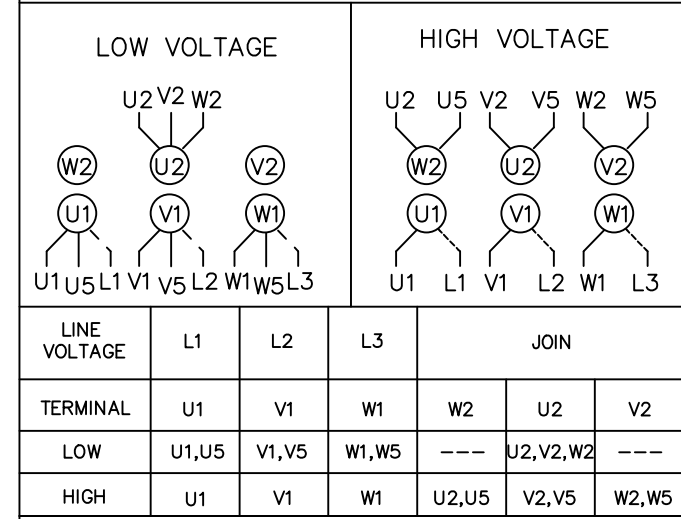 LOW VOLTAGE
U2 V2 W2
W2 U2 V2
U1 V1 W1
U1 U5 L1 V1 V5 L2 W1 W5 L3
HIGH VOLTAGE
U2 U5 V2 V5 W2 W5
W2 U2 V2
U1 V1 W1
U1 L1 V1 L2 W1 L3
LINE VOLTAGE L1 L2 L3 JOIN
TERMINAL U1 V1 W1 W2 U2 V2
LOW U1,U5 V1,V5 W1,W5 --- U2,V2,W2 ---
HIGH U1 V1 W1 U2,U5 V2,V5 W2,W5